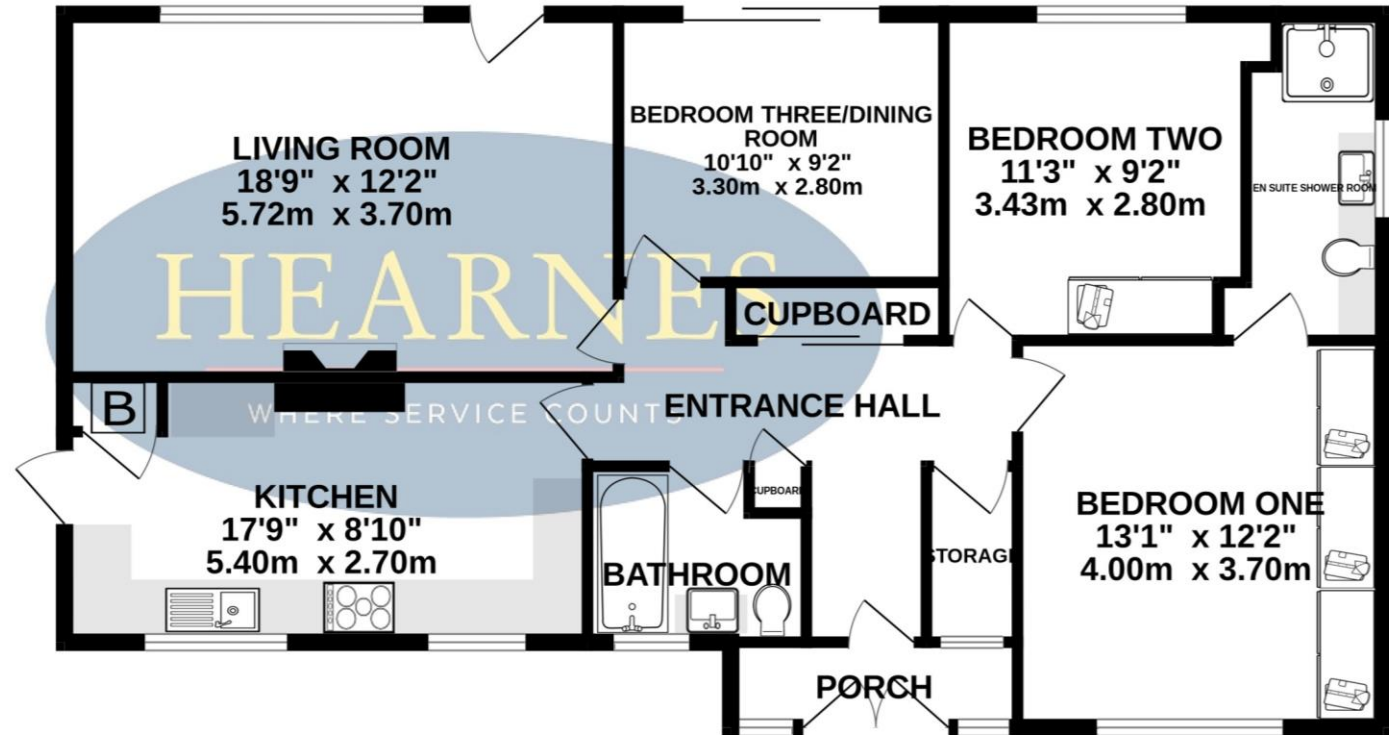 LIVING ROOM
18'9" x 12'2"
5.72m x 3.70m
BEDROOM THREE/DINING
ROOM
10'10" x 9'2"
3.30m x 2.80m
BEDROOM TWO
11'3" x 9'2"
3.43m x 2.80m
EN SUITE SHOWER ROOM
HEARNES
WHERE SERVICE COUNTS
CUPBOARD
B
ENTRANCE HALL
KITCHEN
17'9" x 8'10"
5.40m x 2.70m
CUPBOARD
BATHROOM
STORAGE
BEDROOM ONE
13'1" x 12'2"
4.00m x 3.70m
PORCH